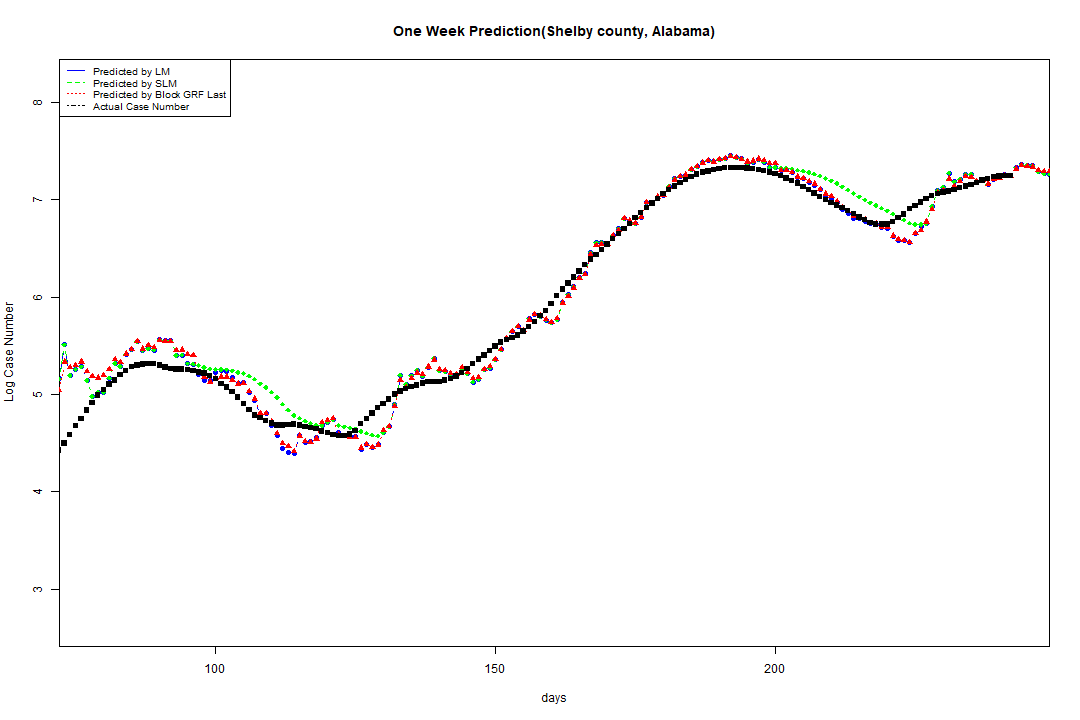 One Week Prediction(Shelby county, Alabama)
Predicted by LM
Predicted by SLM
Predicted by Block GRF Last
Actual Case Number
8
7
6
5
4
3
Log Case Number
100
150
200
days